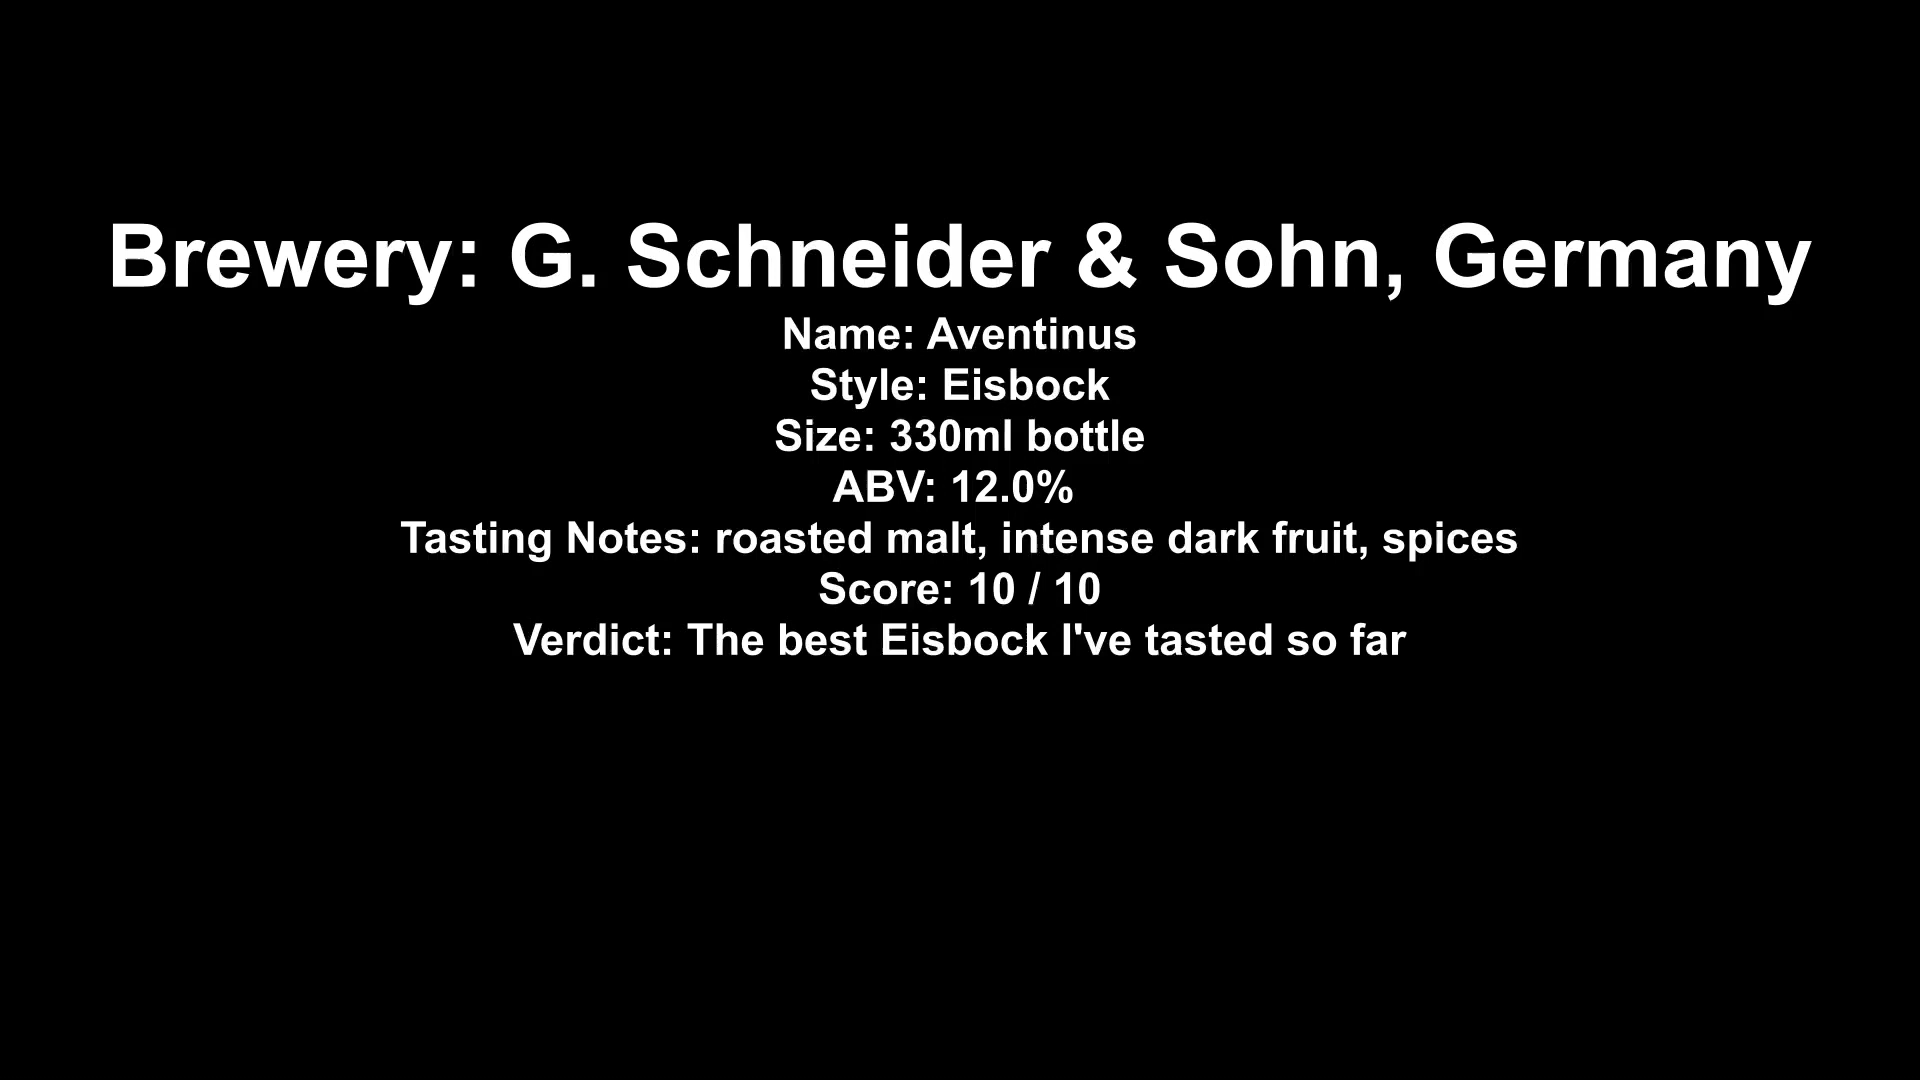 Brewery: G. Schneider & Sohn, Germany
Name: Aventinus
Style: Eisbock
Size: 330ml bottle
ABV: 12.0%
Tasting Notes: roasted malt, intense dark fruit, spices
Score: 10 / 10
Verdict: The best Eisbock I've tasted so far